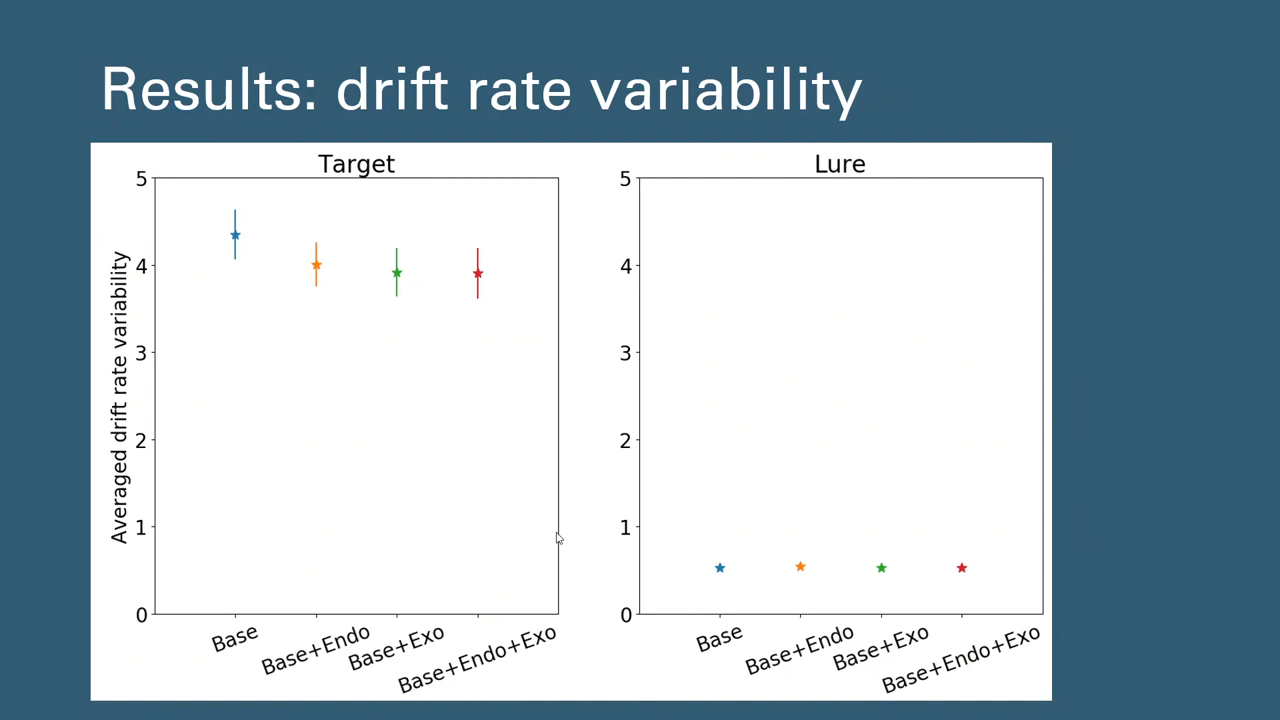 Results: drift rate variability
Target
Averaged drift rate variability
5
4
3
2
1
0
Base
Base+Endo
Base+Exo
Base+Endo+Exo
Lure
5
4
3
2
1
0
Base
Base+Endo
Base+Exo
Base+Endo+Exo